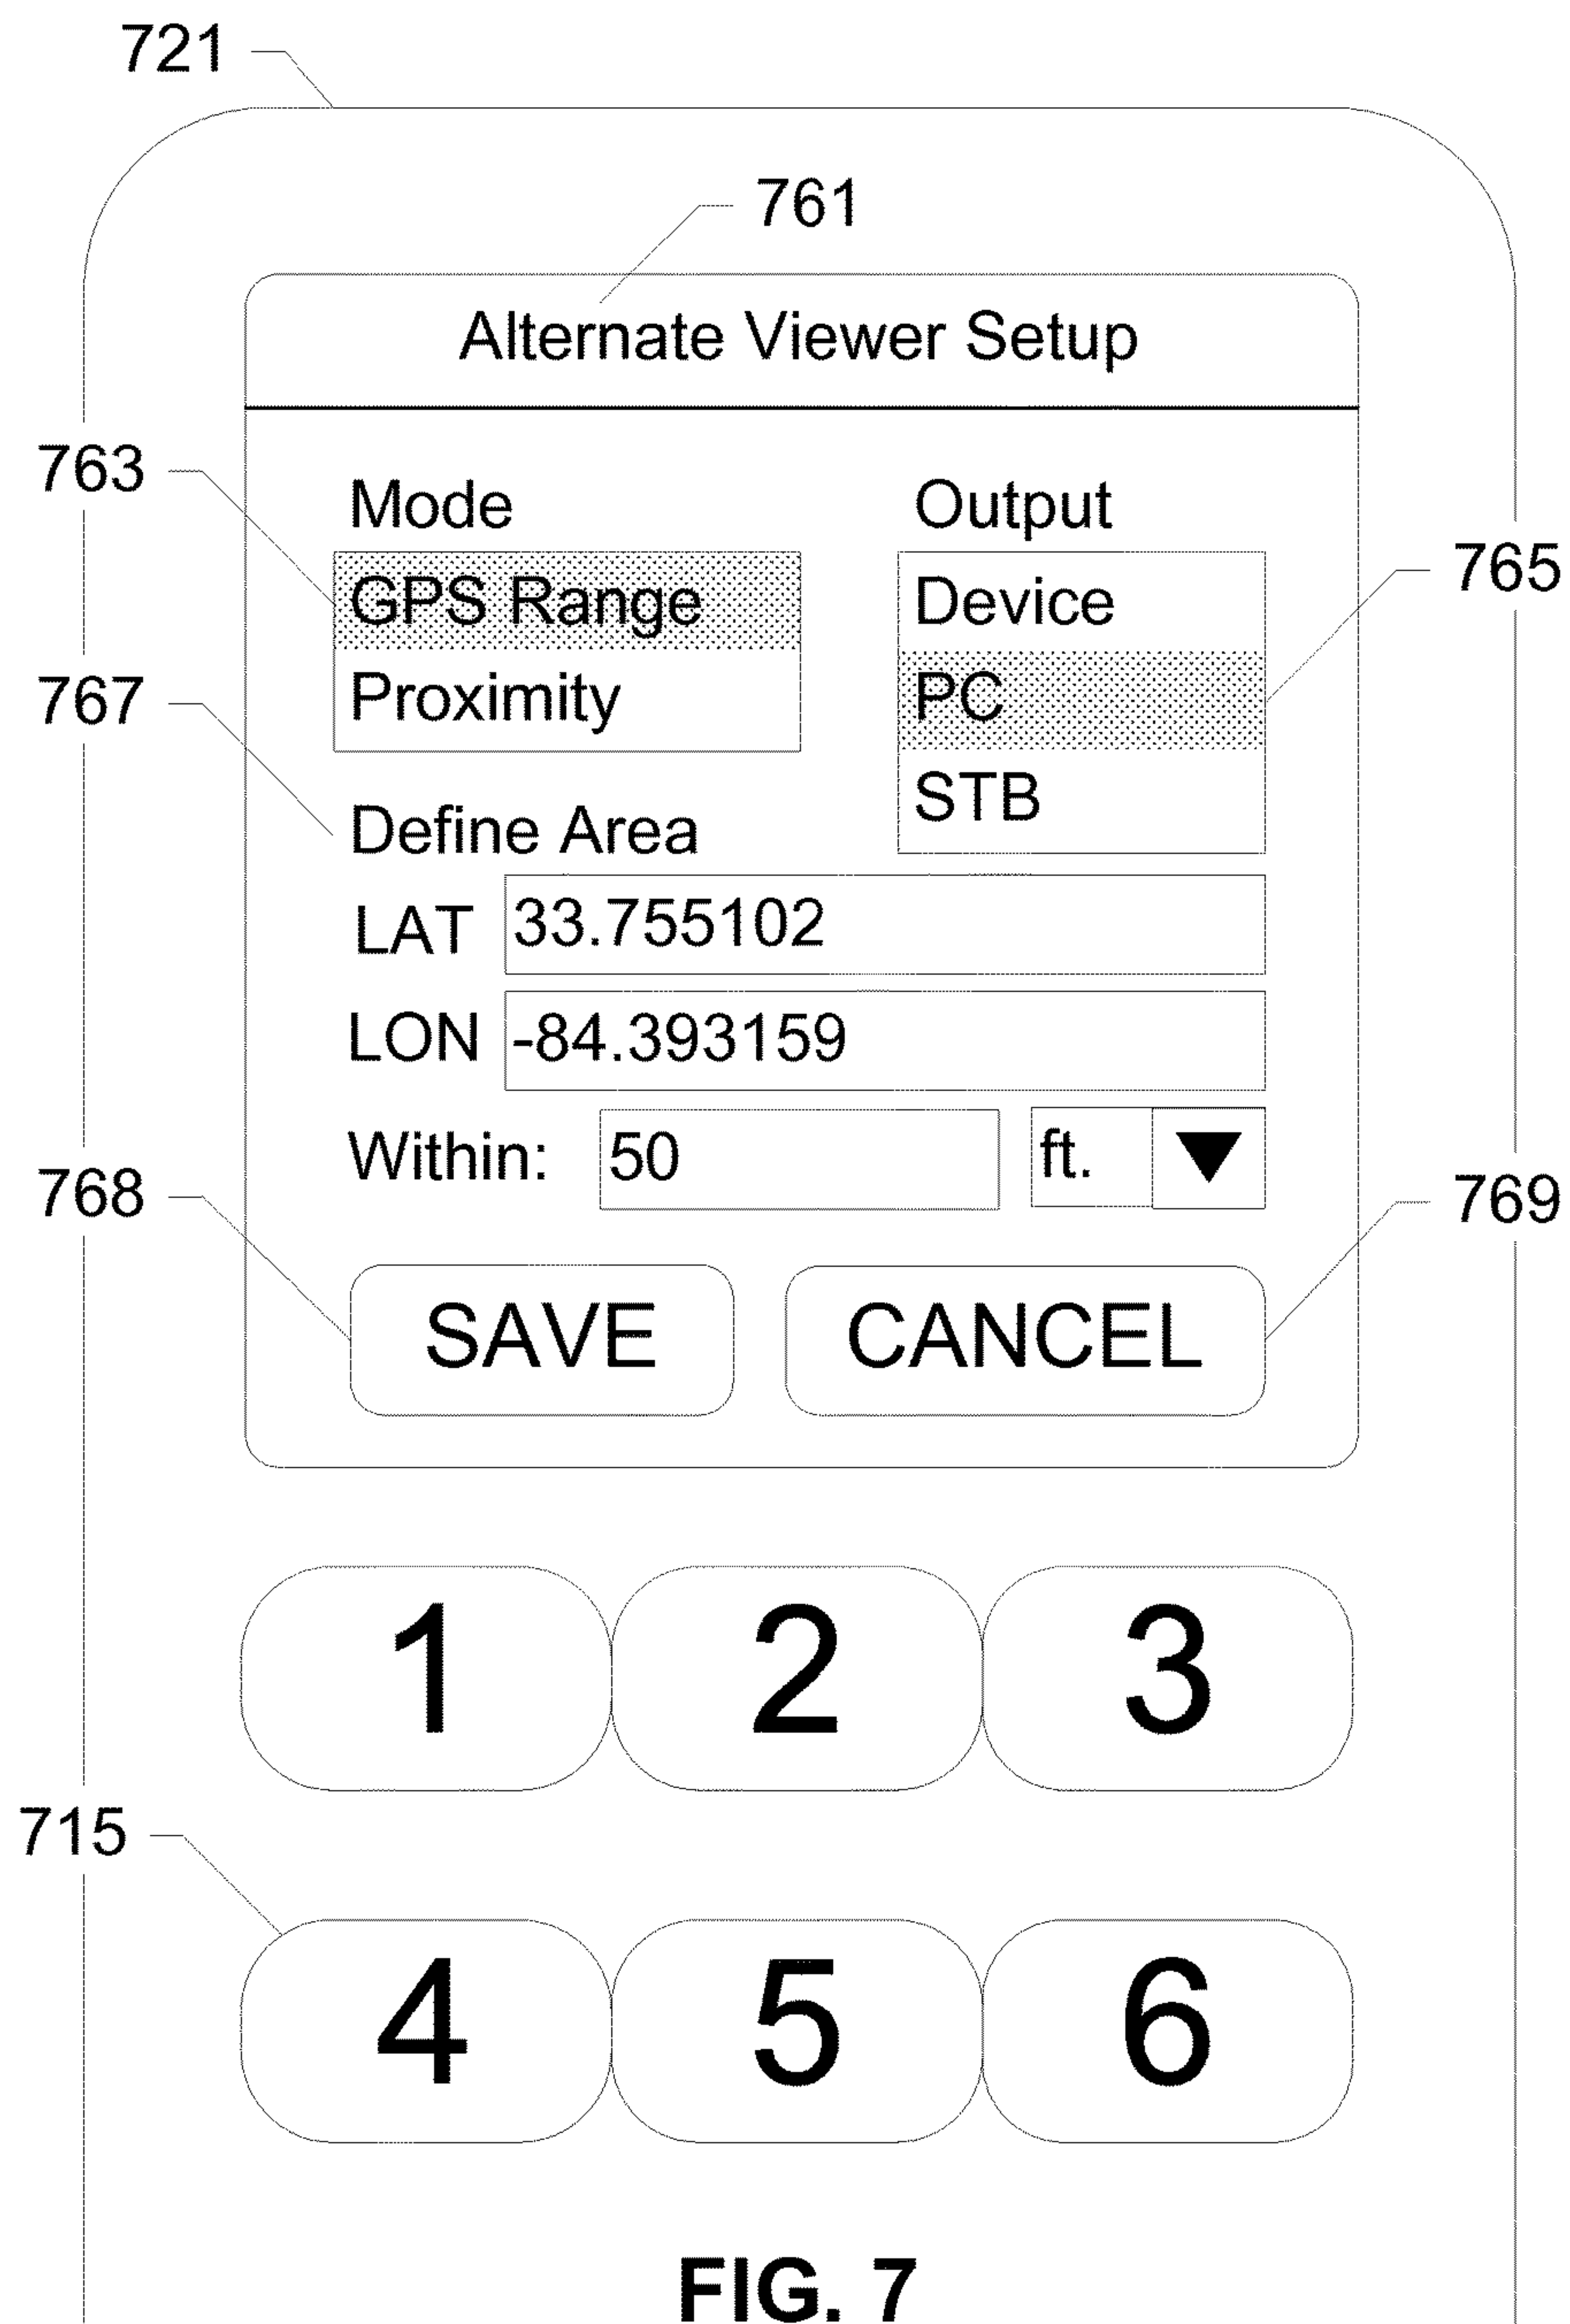 721
761
Alternate Viewer Setup
763
Mode
Output
GPS Range
Device
765
767
Proximity
PC
STB
Define Area
LAT 33.755102
LON -84.393159
Within: 50 ft.
768
769
SAVE
CANCEL
1 2 3
715
4 5 6
FIG. 7